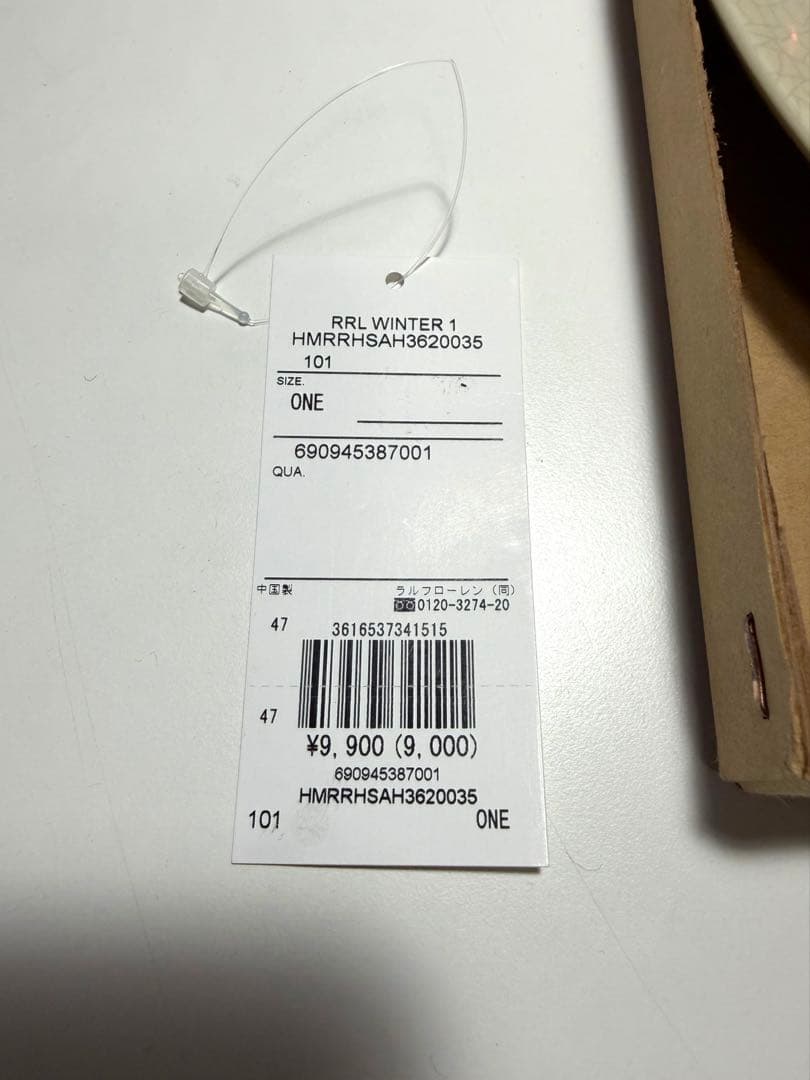 RRL WINTER 1
HMRRHSAH3620035
101
SIZE.
ONE
690945387001
QUA.
中国製
ラルフローレン（同）
0120-3274-20
47
3616537341515
47
¥9,900 (9,000)
690945387001
HMRRHSAH3620035
101 ONE